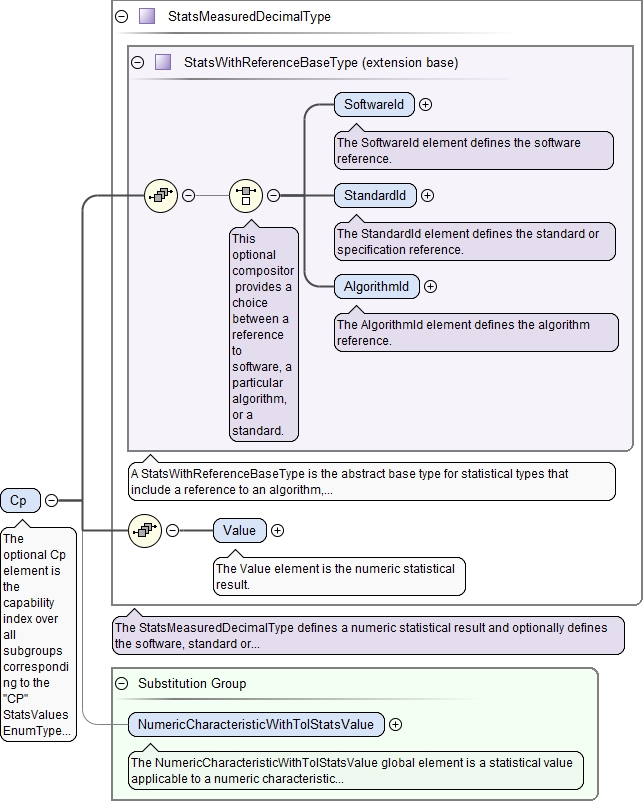 StatsMeasuredDecimalType
StatsWithReferenceBaseType (extension base)
SoftwareId
The SoftwareId element defines the software
reference.
StandardId
The StandardId element defines the standard or
specification reference.
AlgorithmId
The AlgorithmId element defines the algorithm
reference.
This
optional
compositor
provides a
choice
between a
reference
to
software, a
particular
algorithm,
or a
standard.
A StatsWithReferenceBaseType is the abstract base type for statistical types that
include a reference to an algorithm,...
Cp
The
optional Cp
element is
the
capability
index over
all
subgroups
correspondi
ng to the
"CP"
StatsValues
EnumType...
Value
The Value element is the numeric statistical
result.
The StatsMeasuredDecimalType defines a numeric statistical result and optionally defines
the software, standard or...
Substitution Group
NumericCharacteristicWithTolStatsValue
The NumericCharacteristicWithTolStatsValue global element is a statistical value
applicable to a numeric characteristic...